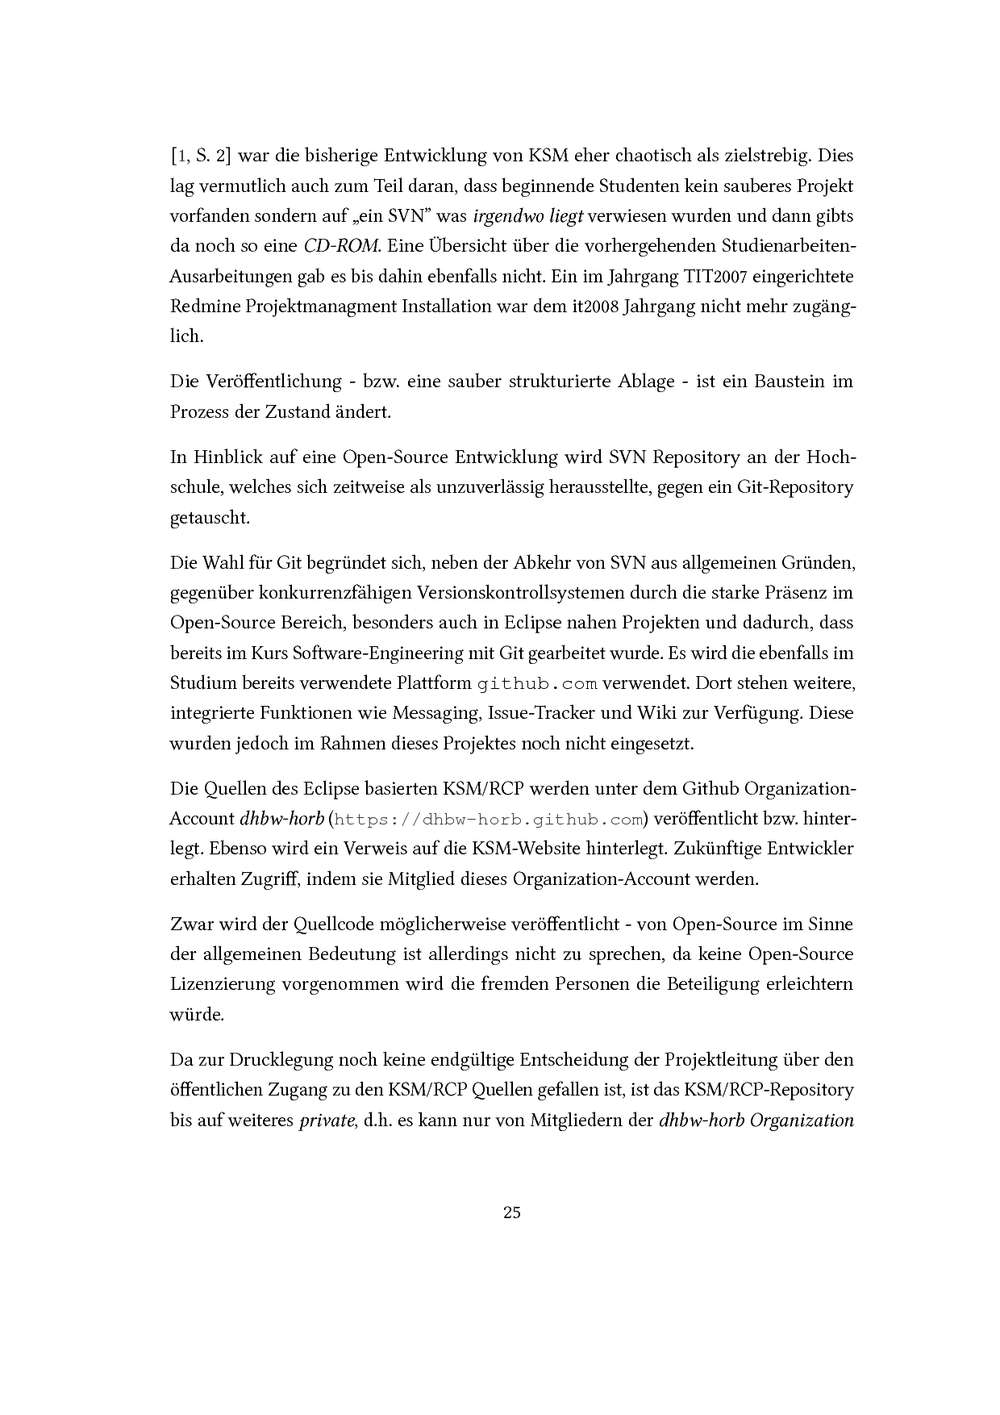 [1, S. 2] war die bisherige Entwicklung von KSM eher chaotisch als zielstrebig. Dies
lag vermutlich auch zum Teil daran, dass beginnende Studenten kein sauberes Projekt
vorfanden sondern auf „ein SVN” was irgendwo liegt verwiesen wurden und dann gibts
da noch so eine CD-ROM. Eine Übersicht über die vorhergehenden Studienarbeiten-
Ausarbeitungen gab es bis dahin ebenfalls nicht. Ein im Jahrgang TIT2007 eingerichtete
Redmine Projektmanagment Installation war dem it2008 Jahrgang nicht mehr zugäng-
lich.
Die Veröffentlichung - bzw. eine sauber strukturierte Ablage - ist ein Baustein im
Prozess der Zustand ändert.
In Hinblick auf eine Open-Source Entwicklung wird SVN Repository an der Hoch-
schule, welches sich zeitweise als unzuverlässig herausstellte, gegen ein Git-Repository
getauscht.
Die Wahl für Git begründet sich, neben der Abkehr von SVN aus allgemeinen Gründen,
gegenüber konkurrenzfähigen Versionskontrollsystemen durch die starke Präsenz im
Open-Source Bereich, besonders auch in Eclipse nahen Projekten und dadurch, dass
bereits im Kurs Software-Engineering mit Git gearbeitet wurde. Es wird die ebenfalls im
Studium bereits verwendete Plattform github.com verwendet. Dort stehen weitere,
integrierte Funktionen wie Messaging, Issue-Tracker und Wiki zur Verfügung. Diese
wurden jedoch im Rahmen dieses Projektes noch nicht eingesetzt.
Die Quellen des Eclipse basierten KSM/RCP werden unter dem Github Organization-
Account dhbw-horb (https://dhbw-horb.github.com) veröffentlicht bzw. hinter-
legt. Ebenso wird ein Verweis auf die KSM-Website hinterlegt. Zukünftige Entwickler
erhalten Zugriff, indem sie Mitglied dieses Organization-Account werden.
Zwar wird der Quellcode möglicherweise veröffentlicht - von Open-Source im Sinne
der allgemeinen Bedeutung ist allerdings nicht zu sprechen, da keine Open-Source
Lizenzierung vorgenommen wird die fremden Personen die Beteiligung erleichtern
würde.
Da zur Drucklegung noch keine endgültige Entscheidung der Projektleitung über den
öffentlichen Zugang zu den KSM/RCP Quellen gefallen ist, ist das KSM/RCP-Repository
bis auf weiteres private, d.h. es kann nur von Mitgliedern der dhbw-horb Organization
25